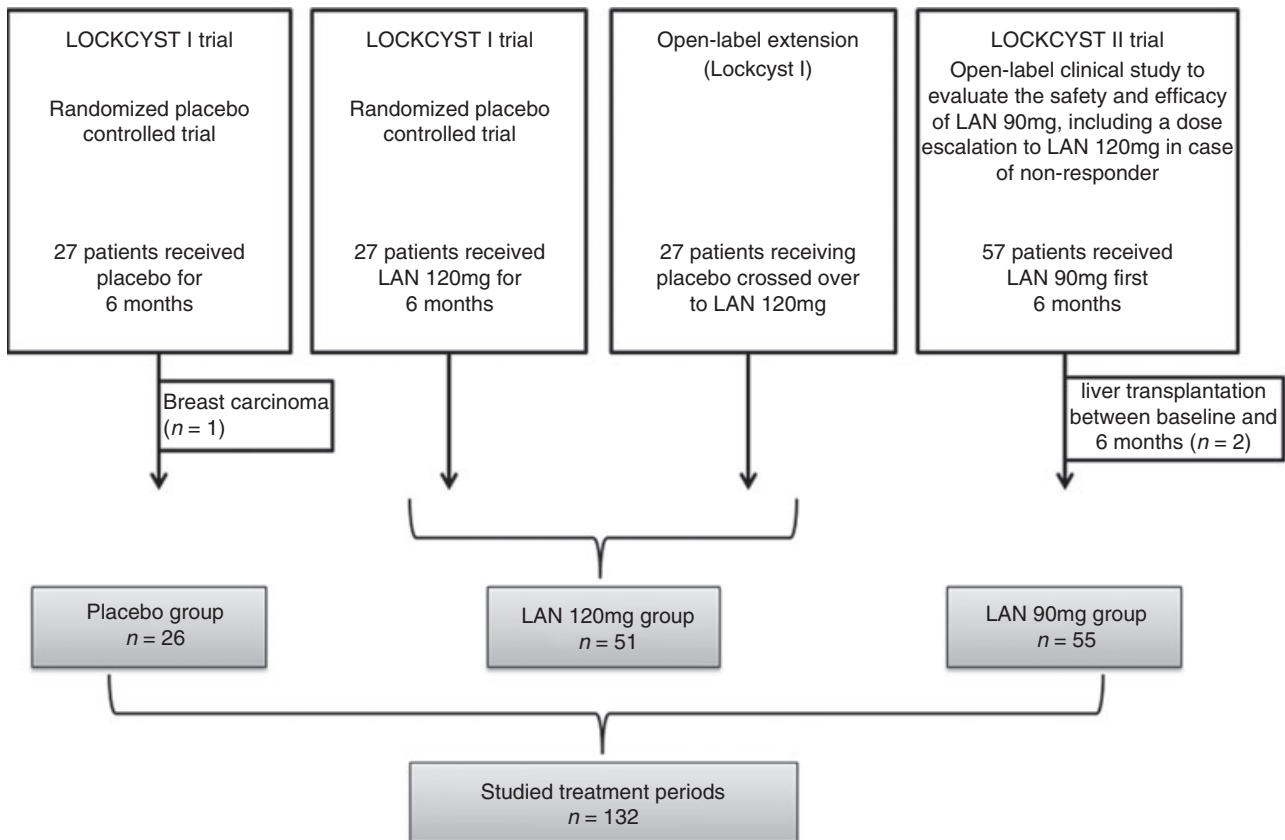 LOCKCYST I trial
Randomized placebo
controlled trial
27 patients received
placebo for
6 months
LOCKCYST I trial
Randomized placebo
controlled trial
27 patients received
LAN 120mg for
6 months
Open-label extension
(Lockcyst I)
27 patients receiving
placebo crossed over
to LAN 120mg
LOCKCYST II trial
Open-label clinical study to
evaluate the safety and efficacy
of LAN 90mg, including a dose
escalation to LAN 120mg in case
of non-responder
57 patients received
LAN 90mg first
6 months
Breast carcinoma
(n = 1)
liver transplantation
between baseline and
6 months (n = 2)
Placebo group
n = 26
LAN 120mg group
n = 51
LAN 90mg group
n = 55
Studied treatment periods
n = 132